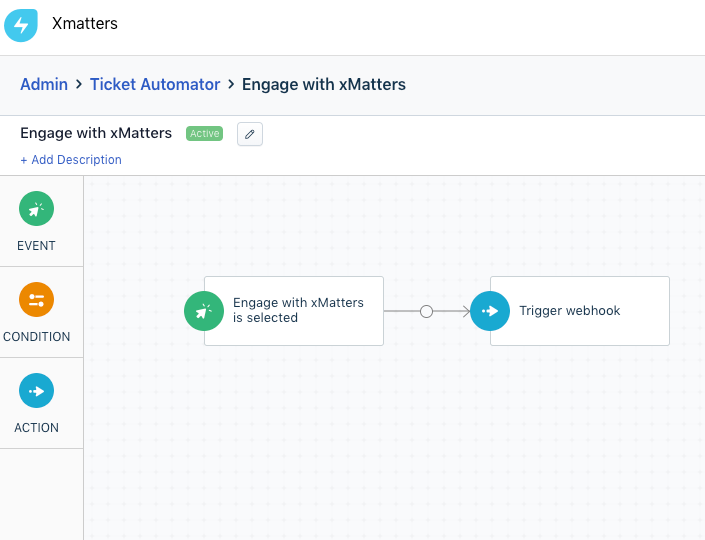 Xmatters
Admin > Ticket Automator > Engage with xMatters
Engage with xMatters Active
+ Add Description
EVENT
CONDITION
ACTION
Engage with xMatters
is selected
Trigger webhook